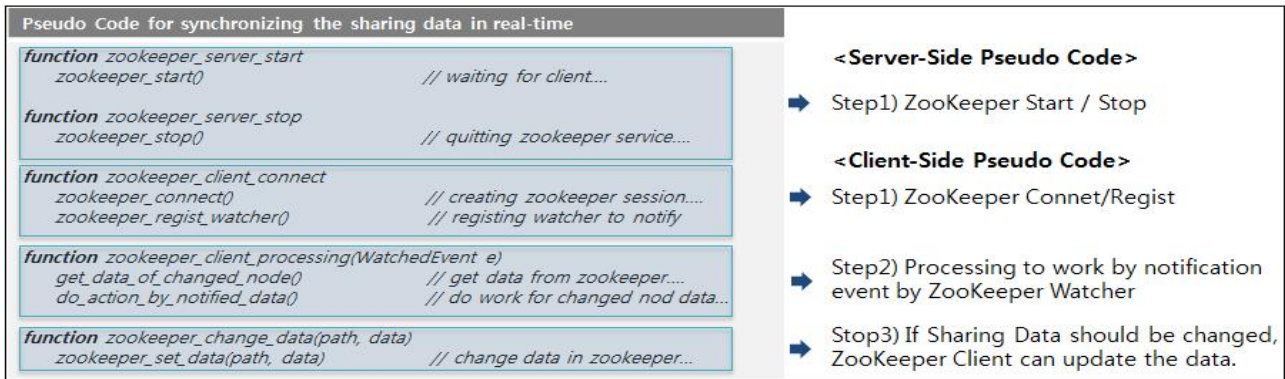 Pseudo Code for synchronizing the sharing data in real-time
function zookeeper_server_start
zookeeper_start() // waiting for client....
function zookeeper_server_stop
zookeeper_stop() // quitting zookeeper service....
function zookeeper_client_connect
zookeeper_connect() // creating zookeeper session....
zookeeper_regist_watcher() // registing watcher to notify
function zookeeper_client_processing(WatchedEvent e)
get_data_of_changed_node() // get data from zookeeper....
do_action_by_notified_data() // do work for changed nod data...
function zookeeper_change_data(path, data)
zookeeper_set_data(path, data) // change data in zookeeper...
<Server-Side Pseudo Code>
Step1) ZooKeeper Start / Stop
<Client-Side Pseudo Code>
Step1) ZooKeeper Connet/Regist
Step2) Processing to work by notification
event by ZooKeeper Watcher
Stop3) If Sharing Data should be changed,
ZooKeeper Client can update the data.